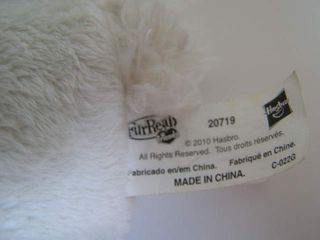 FurReal
20719
Hasbro
© 2010 Hasbro.
All Rights Reserved. Tous droits réservés.
Fabricado en/em China. Fabriqué en Chine.
MADE IN CHINA. C-022G